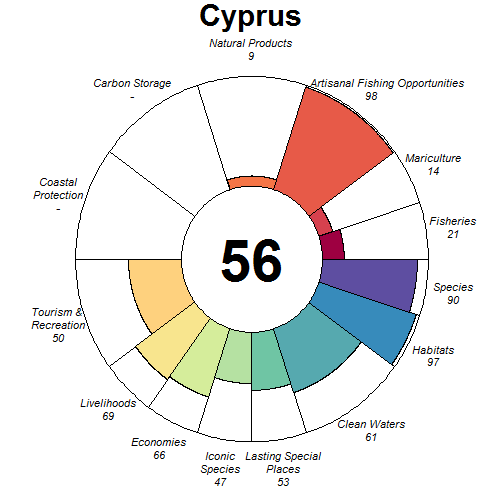 Cyprus
Natural Products
9
Carbon Storage
-
Artisanal Fishing Opportunities
98
Mariculture
14
Coastal
Protection
-
Fisheries
21
56
Species
90
Tourism &
Recreation
50
Habitats
97
Livelihoods
69
Clean Waters
61
Economies
66
Iconic
Species
47
Lasting Special
Places
53